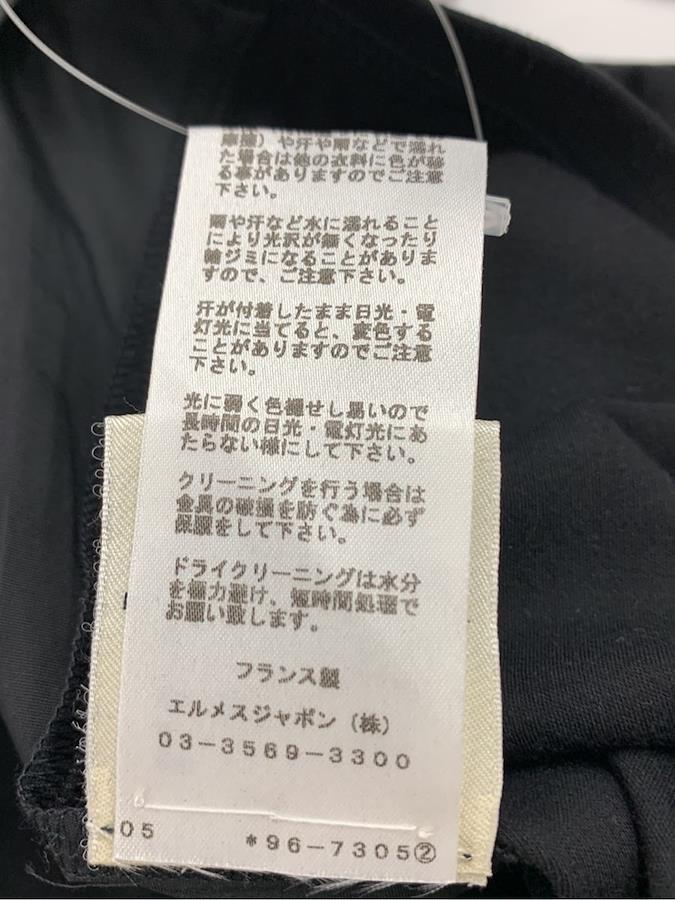 摩擦）や汗や雨などで濡れ
た場合は他の衣料に色が移
る事がありますのでご注意
下さい。
雨や汗など水に濡れること
により光沢が無くなったり
輪ジミになることがありま
すので、ご注意下さい。
汗が付着したまま日光・電
灯光に当てると、変色する
ことがありますのでご注意
下さい。
光に弱く色褪せし易いので
長時間の日光・電灯光にあ
たらない様にして下さい。
クリーニングを行う場合は
金具の破損を防ぐ為に必ず
保護をして下さい。
ドライクリーニングは水分
を極力避け、短時間処理で
お願い致します。
フランス製
エルメスジャポン（株）
03－3569－3300
05
*96－7305②